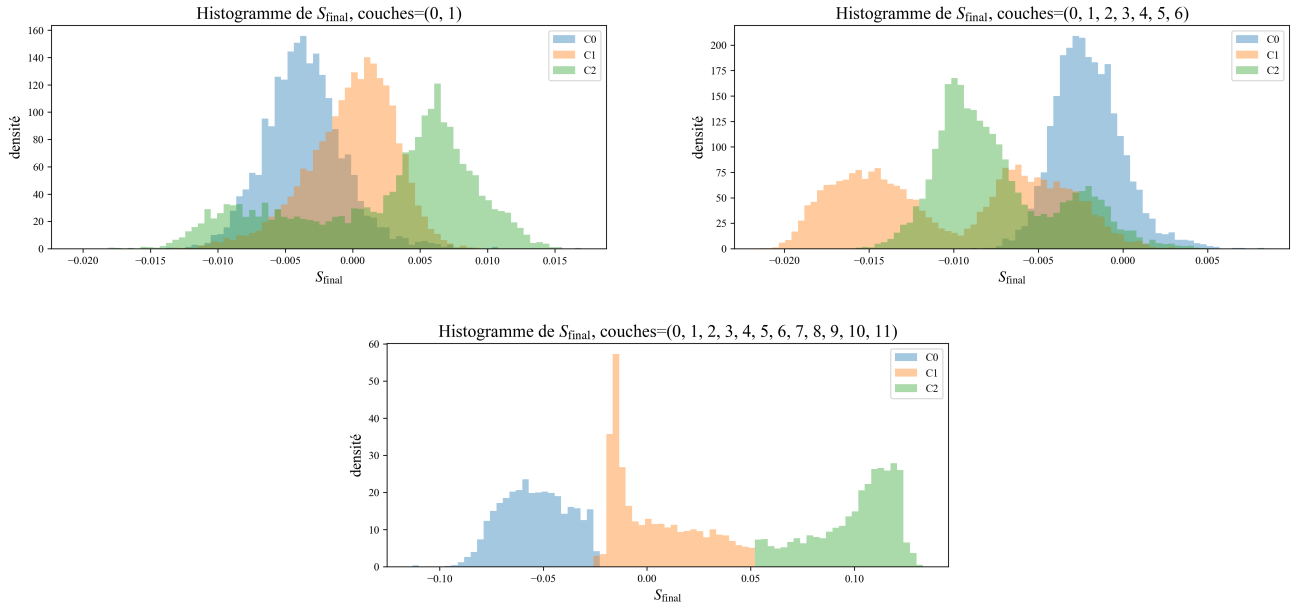 Histogramme de S_final, couches=(0, 1)
160
140
120
100
80
60
40
20
0
densité
C0
C1
C2
−0.020 −0.015 −0.010 −0.005 0.000 0.005 0.010 0.015
S_final
Histogramme de S_final, couches=(0, 1, 2, 3, 4, 5, 6)
200
175
150
125
100
75
50
25
0
densité
C0
C1
C2
−0.020 −0.015 −0.010 −0.005 0.000 0.005
S_final
Histogramme de S_final, couches=(0, 1, 2, 3, 4, 5, 6, 7, 8, 9, 10, 11)
60
50
40
30
20
10
0
densité
C0
C1
C2
−0.10 −0.05 0.00 0.05 0.10
S_final